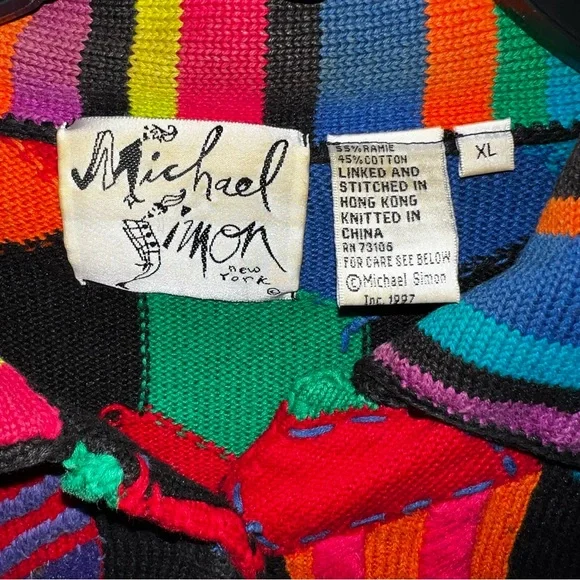 Michael
Simon
new
York
©
55% RAMIE
45% COTTON
LINKED AND
STITCHED IN
HONG KONG
KNITTED IN
CHINA
RN 73106
FOR CARE SEE BELOW
©Michael Simon
Inc. 1997
XL